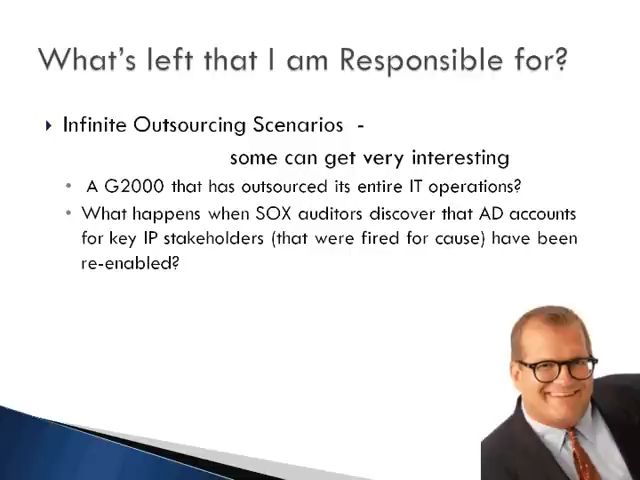 What's left that I am Responsible for?
Infinite Outsourcing Scenarios -
some can get very interesting
A G2000 that has outsourced its entire IT operations?
What happens when SOX auditors discover that AD accounts
for key IP stakeholders (that were fired for cause) have been
re-enabled?